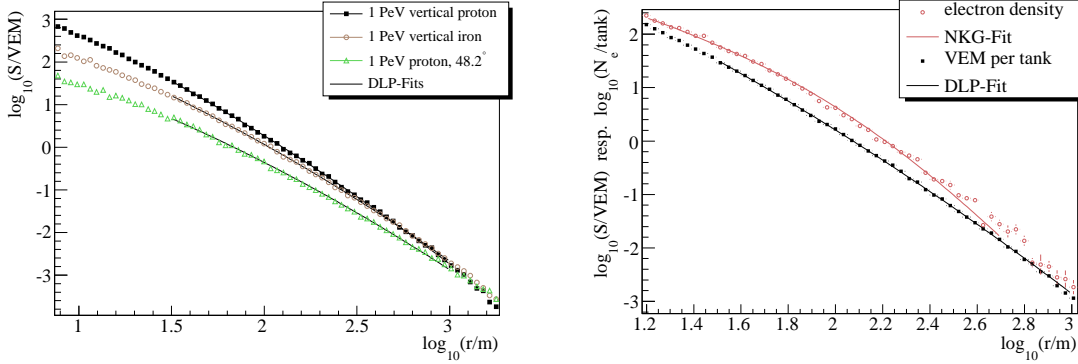 1 PeV vertical proton
1 PeV vertical iron
1 PeV proton, 48.2°
DLP-Fits
log10(S/VEM)
3
2
1
0
-1
-2
-3
1
1.5
2
2.5
3
log10(r/m)
electron density
NKG-Fit
VEM per tank
DLP-Fit
log10(S/VEM) resp. log10(Ne/tank)
2
1
0
-1
-2
-3
1.2
1.4
1.6
1.8
2
2.2
2.4
2.6
2.8
3
log10(r/m)